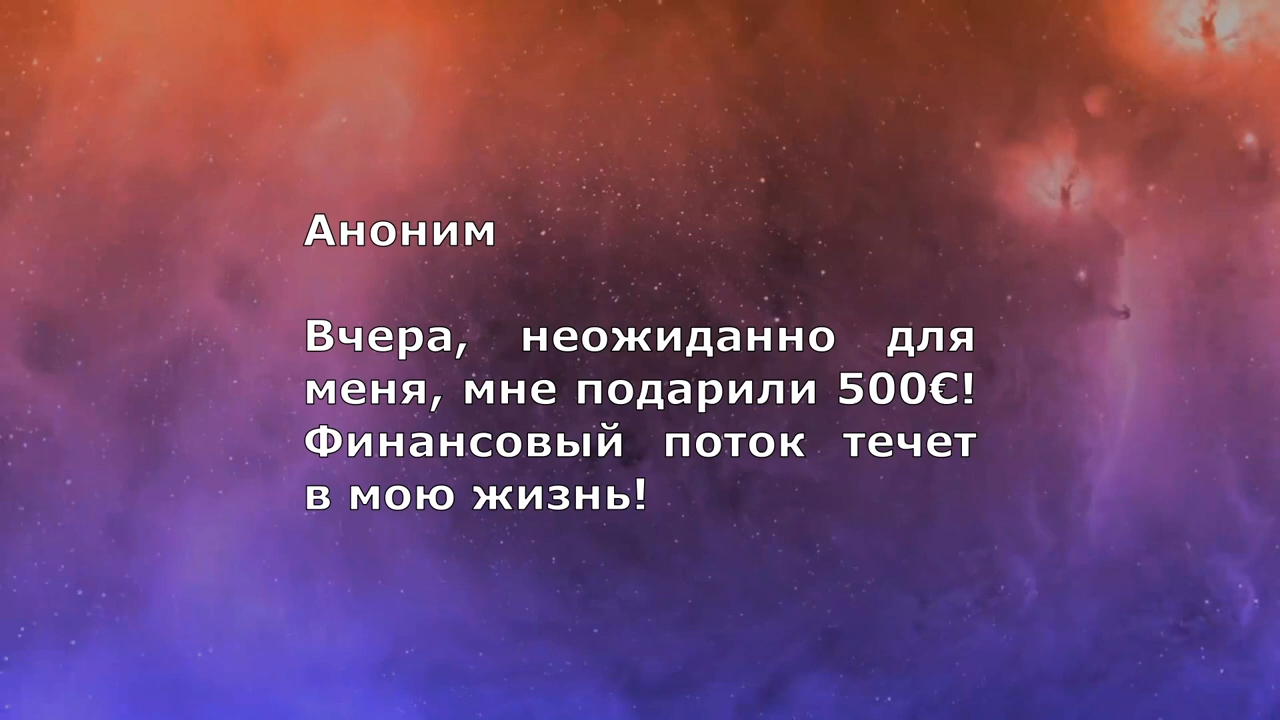 Аноним
Вчера, неожиданно для
меня, мне подарили 500€!
Финансовый поток течет
в мою жизнь!